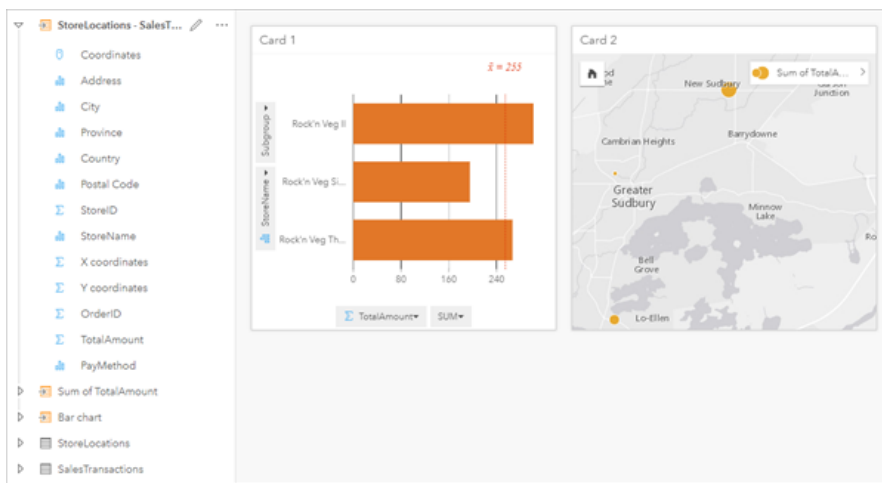 StoreLocations - SalesT...
Coordinates
Address
City
Province
Country
Postal Code
StoreID
StoreName
X coordinates
Y coordinates
OrderID
TotalAmount
PayMethod
Sum of TotalAmount
Bar chart
StoreLocations
SalesTransactions
Card 1
x̄ = 255
Subgroup
StoreName
Rock'n Veg II
Rock'n Veg Si...
Rock'n Veg Th...
0 80 160 240
TotalAmount SUM
Card 2
Sum of TotalA...
New Sudbury
Junction
Cambrian Heights
Barrydowne
Greater
Sudbury
Minnow
Lake
Bell
Grove
Lo-Ellen